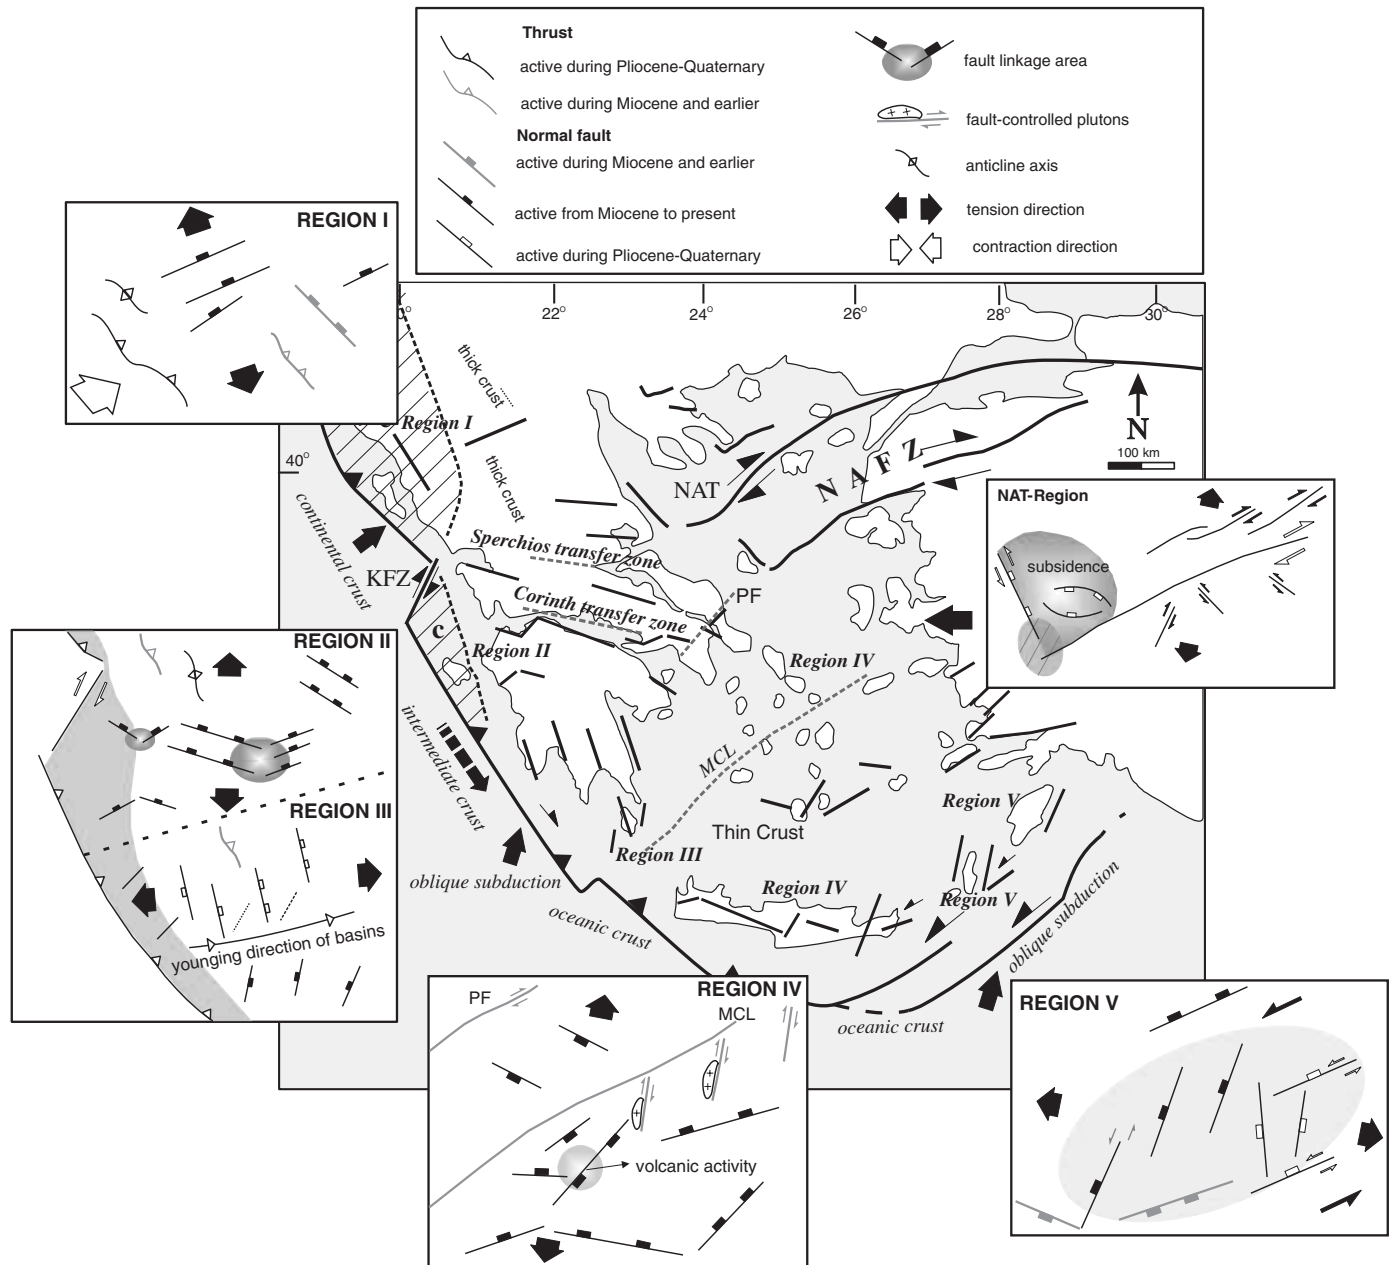 Thrust
active during Pliocene-Quaternary
active during Miocene and earlier
Normal fault
active during Miocene and earlier
active from Miocene to present
active during Pliocene-Quaternary
fault linkage area
fault-controlled plutons
anticline axis
tension direction
contraction direction
REGION I
22°
24°
26°
28°
30°
40°
N
100 km
thick crust
Region I
thick crust
continental crust
KFZ
c
NAT
NAFZ
Sperchios transfer zone
Corinth transfer zone
PF
Region II
Region IV
MCL
intermediate crust
Thin Crust
Region III
Region V
Region IV
Region V
oblique subduction
oceanic crust
oblique subduction
oceanic crust
NAT-Region
subsidence
REGION II
REGION III
younging direction of basins
REGION IV
PF
MCL
volcanic activity
REGION V